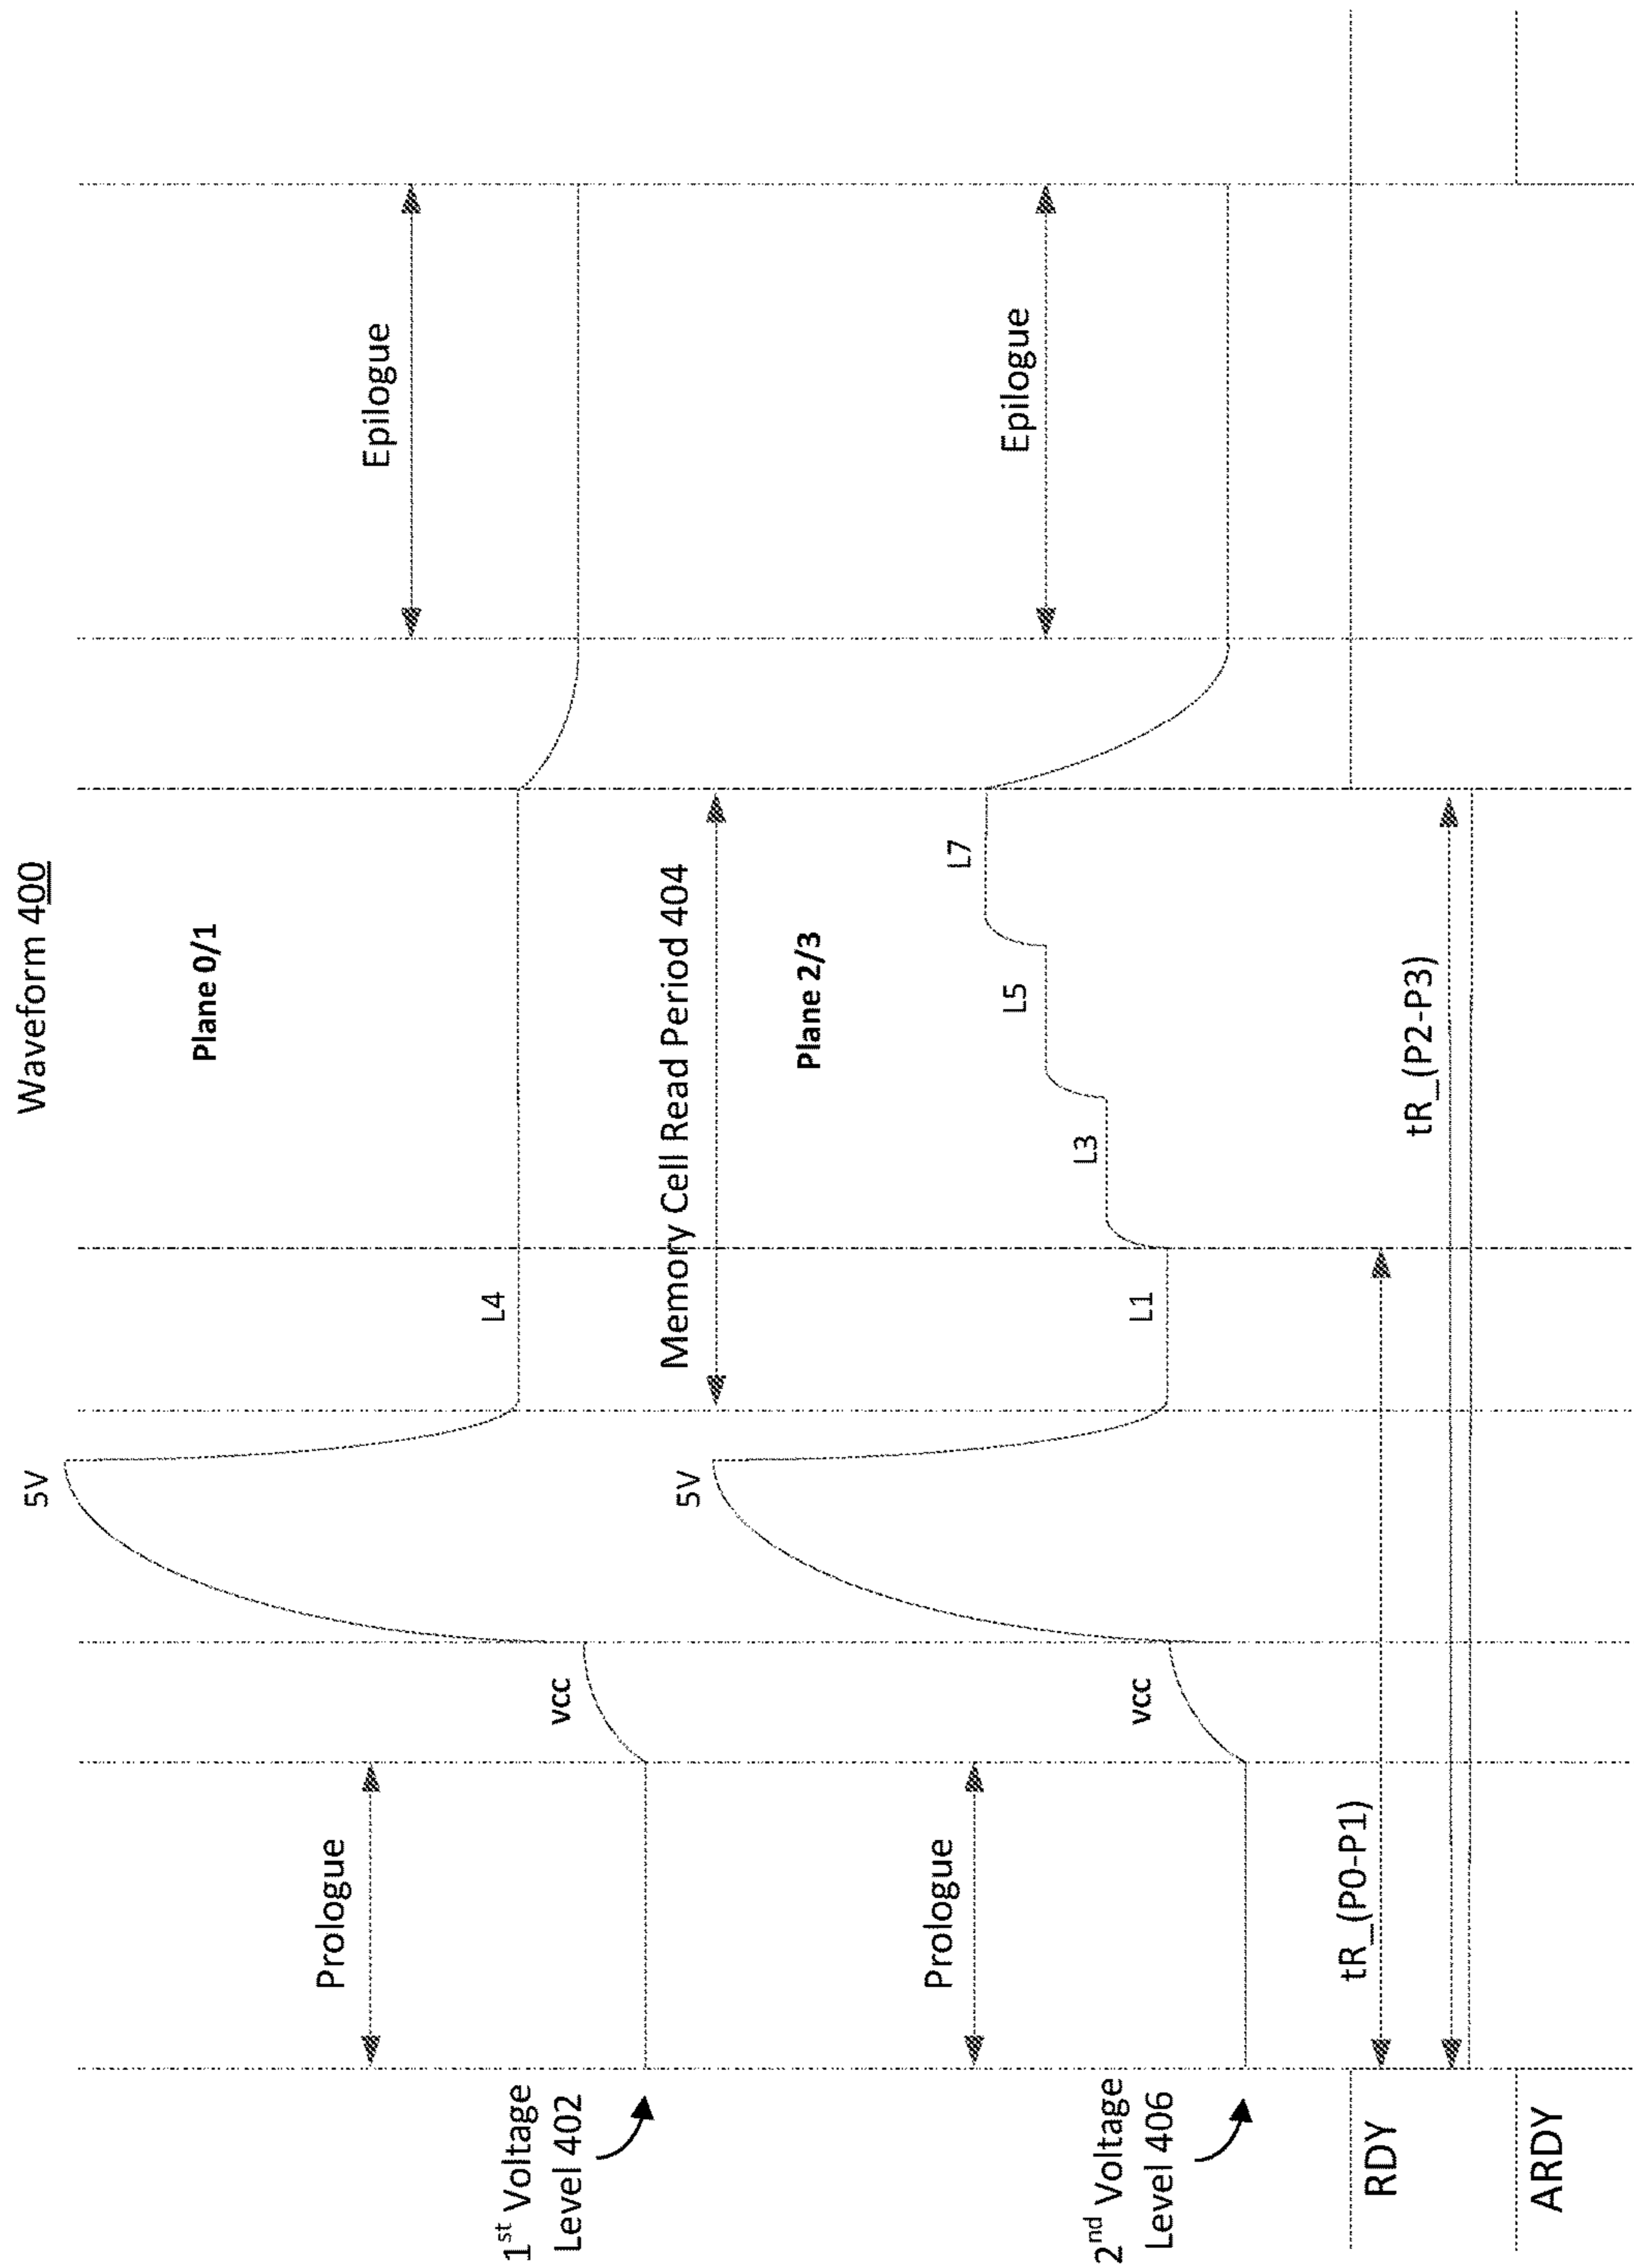 Waveform 400
5V
Plane 0/1
Prologue
Epilogue
1st Voltage
Level 402
vcc
L4
Memory Cell Read Period 404
5V
Plane 2/3
Prologue
Epilogue
2nd Voltage
Level 406
vcc
L1
L3
L5
L7
RDY
tR_(P0-P1)
tR_(P2-P3)
ARDY